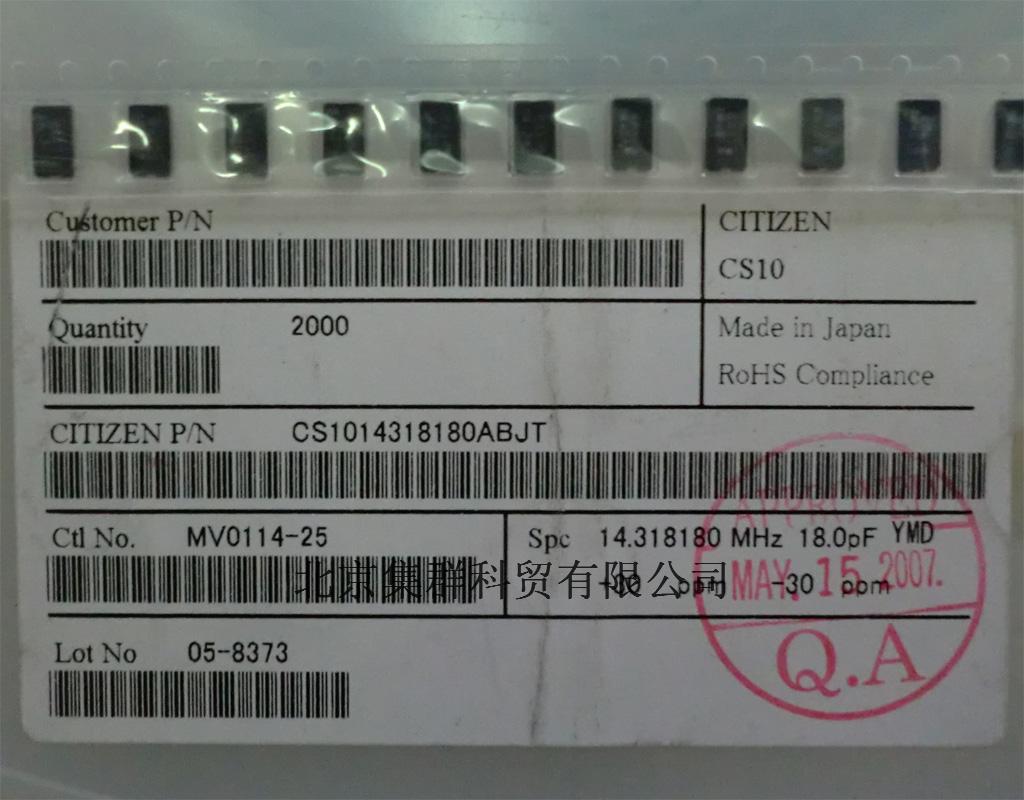 Customer P/N
CITIZEN
CS10
Quantity 2000
Made in Japan
RoHS Compliance
CITIZEN P/N CS1014318180ABJT
APPROVED
Ctl No. MV0114-25
Spc 14.318180 MHz 18.0pF YMD
ppm -30 ppm
MAY. 15. 2007.
北京集群科贸有限公司
Q.A
Lot No 05-8373